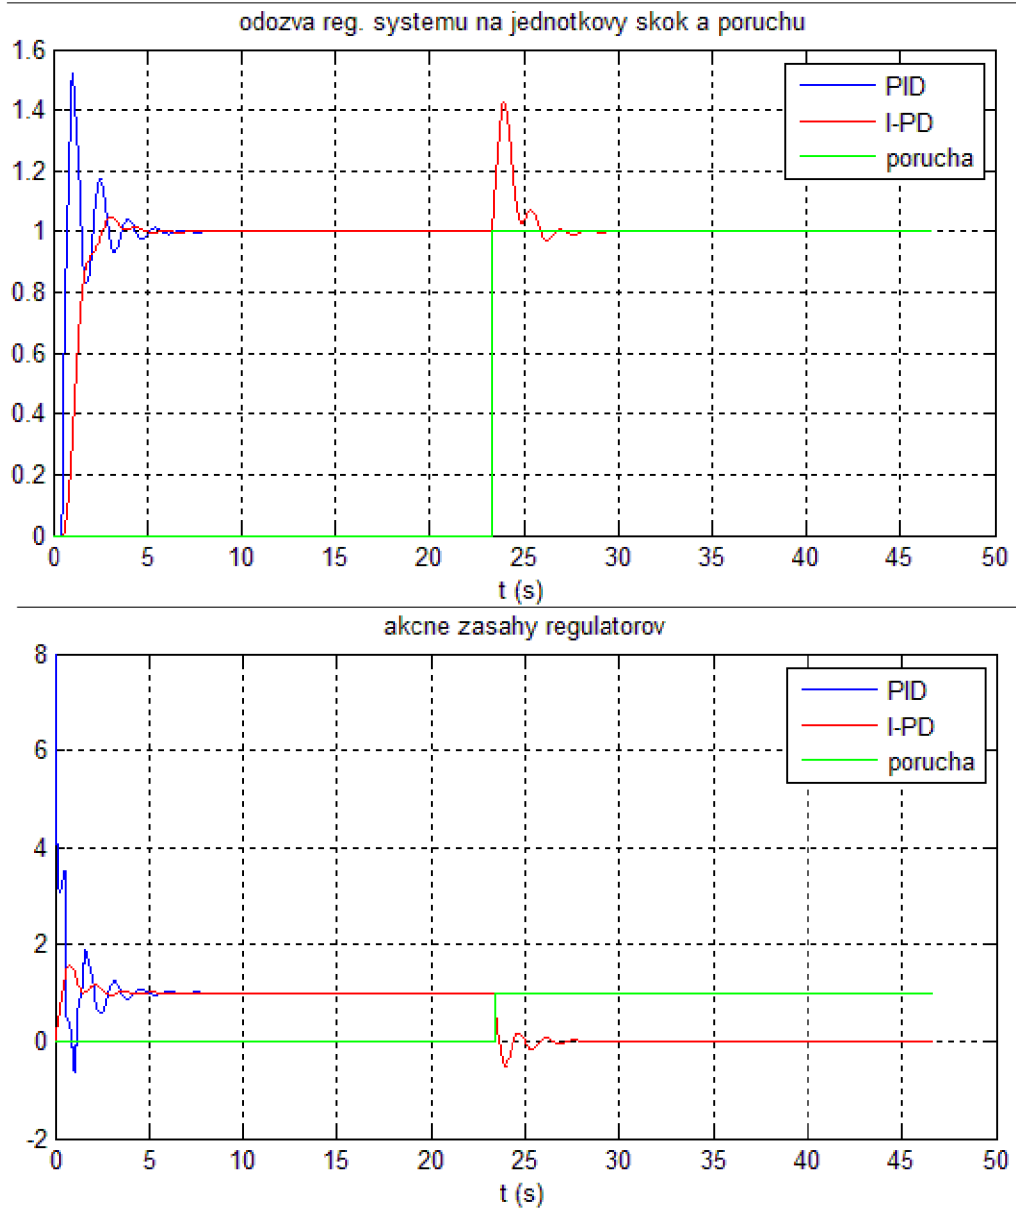 odozva reg. systemu na jednotkovy skok a poruchu
1.6
1.4
1.2
1
0.8
0.6
0.4
0.2
0
PID
I-PD
porucha
0 5 10 15 20 25 30 35 40 45 50
t (s)
akcne zasahy regulatorov
8
6
4
2
0
-2
PID
I-PD
porucha
0 5 10 15 20 25 30 35 40 45 50
t (s)